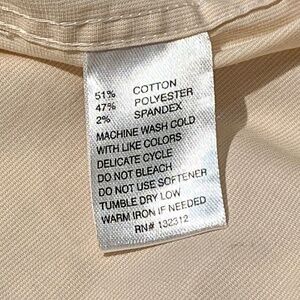 51% COTTON
47% POLYESTER
2% SPANDEX
MACHINE WASH COLD
WITH LIKE COLORS
DELICATE CYCLE
DO NOT BLEACH
DO NOT USE SOFTENER
TUMBLE DRY LOW
WARM IRON IF NEEDED
RN# 132312